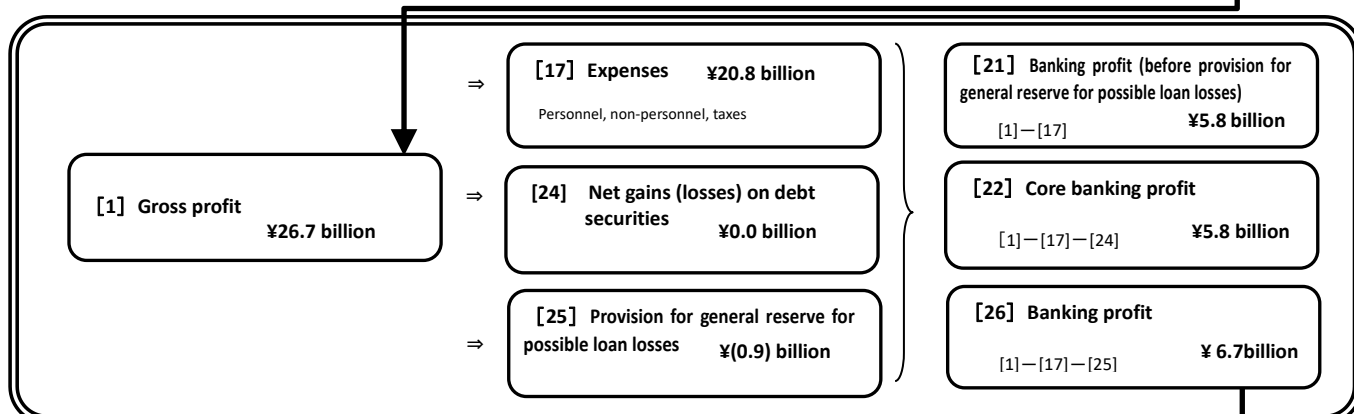 ⇒
[17] Expenses ¥20.8 billion
Personnel, non-personnel, taxes
[1] Gross profit
¥26.7 billion
⇒
[24] Net gains (losses) on debt
securities ¥0.0 billion
⇒
[25] Provision for general reserve for
possible loan losses ¥(0.9) billion
[21] Banking profit (before provision for
general reserve for possible loan losses)
[1]－[17] ¥5.8 billion
[22] Core banking profit
[1]－[17]－[24] ¥5.8 billion
[26] Banking profit
[1]－[17]－[25] ¥ 6.7billion